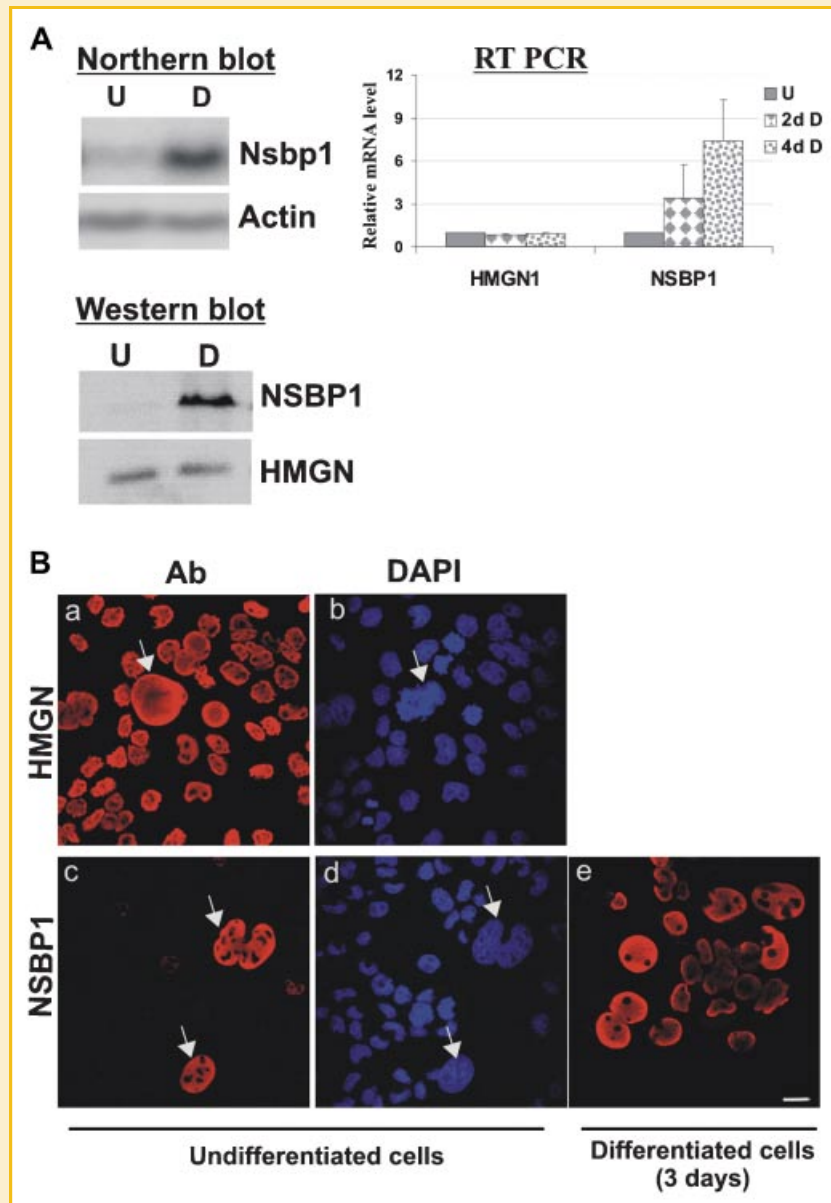 A
Northern blot
U D
Nsbp1
Actin
RT PCR
Relative mRNA level
12
9
6
3
0
HMGN1 NSBP1
U
2d D
4d D
Western blot
U D
NSBP1
HMGN
B
Ab DAPI
HMGN
a b
NSBP1
c d e
Undifferentiated cells
Differentiated cells
(3 days)